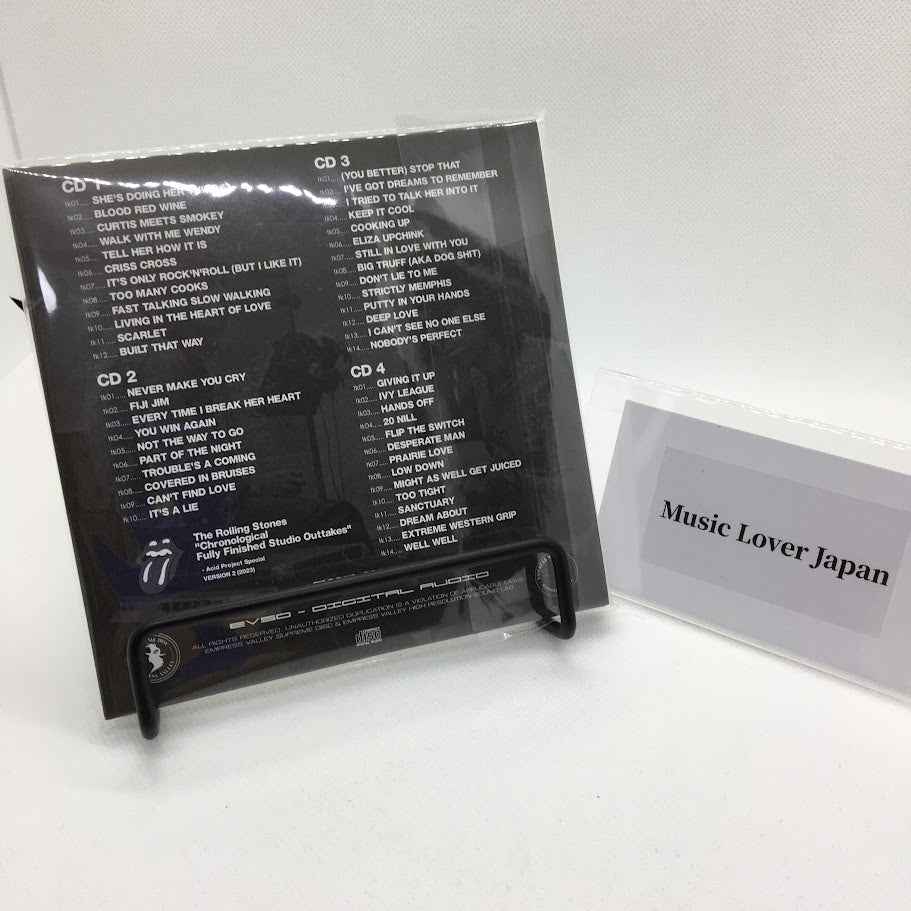 CD 1
tk01..... SHE'S DOING HER
tk02..... BLOOD RED WINE
tk03..... CURTIS MEETS SMOKEY
tk04..... WALK WITH ME WENDY
tk05..... TELL HER HOW IT IS
tk06..... CRISS CROSS
tk07..... IT'S ONLY ROCK'N'ROLL (BUT I LIKE IT)
tk08..... TOO MANY COOKS
tk09..... FAST TALKING SLOW WALKING
tk10..... LIVING IN THE HEART OF LOVE
tk11..... SCARLET
tk12..... BUILT THAT WAY
CD 2
tk01..... NEVER MAKE YOU CRY
tk02..... FIJI JIM
tk03..... EVERY TIME I BREAK HER HEART
tk04..... YOU WIN AGAIN
tk05..... NOT THE WAY TO GO
tk06..... PART OF THE NIGHT
tk07..... TROUBLE'S A COMING
tk08..... COVERED IN BRUISES
tk09..... CAN'T FIND LOVE
tk10..... IT'S A LIE
CD 3
tk01..... (YOU BETTER) STOP THAT
tk02..... I'VE GOT DREAMS TO REMEMBER
I TRIED TO TALK HER INTO IT
tk04..... KEEP IT COOL
tk05..... COOKING UP
tk06..... ELIZA UPCHINK
tk07..... STILL IN LOVE WITH YOU
tk08..... BIG TRUFF (AKA DOG SHIT)
tk09..... DON'T LIE TO ME
tk10..... STRICTLY MEMPHIS
tk11..... PUTTY IN YOUR HANDS
tk12..... DEEP LOVE
tk13..... I CAN'T SEE NO ONE ELSE
tk14..... NOBODY'S PERFECT
CD 4
tk01..... GIVING IT UP
tk02..... IVY LEAGUE
tk03..... HANDS OFF
tk04..... 20 NILL
tk05..... FLIP THE SWITCH
tk06..... DESPERATE MAN
tk07..... PRAIRIE LOVE
tk08..... LOW DOWN
tk09..... MIGHT AS WELL GET JUICED
tk10..... TOO TIGHT
tk11..... SANCTUARY
tk12..... DREAM ABOUT
tk13..... EXTREME WESTERN GRIP
tk14..... WELL WELL
The Rolling Stones
"Chronological
Fully Finished Studio Outtakes"
- Acid Project Special
VERSION 2 (2023)
EVSD - DIGITAL AUDIO
ALL RIGHTS RESERVED. UNAUTHORIZED DUPLICATION IS A VIOLATION OF APPLICABLE LAWS
EMPRESS VALLEY SUPREME DISC & EMPRESS VALLEY HIGH RESOLUTION SOUND LAB.
disc
Music Lover Japan